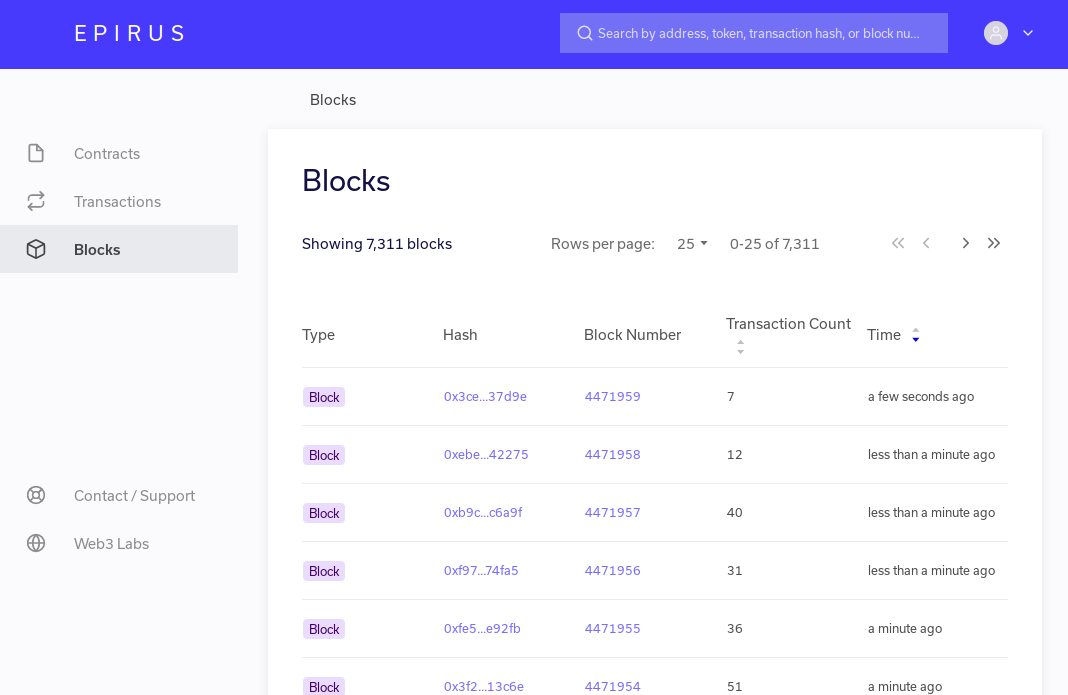 EPIRUS
Search by address, token, transaction hash, or block nu...
Blocks
Contracts
Transactions
Blocks
Contact / Support
Web3 Labs
Blocks
Showing 7,311 blocks
Rows per page: 25 0-25 of 7,311
Type Hash Block Number Transaction Count Time
Block 0x3ce...37d9e 4471959 7 a few seconds ago
Block 0xebe...42275 4471958 12 less than a minute ago
Block 0xb9c...c6a9f 4471957 40 less than a minute ago
Block 0xf97...74fa5 4471956 31 less than a minute ago
Block 0xfe5...e92fb 4471955 36 a minute ago
Block 0x3f2...13c6e 4471954 51 a minute ago